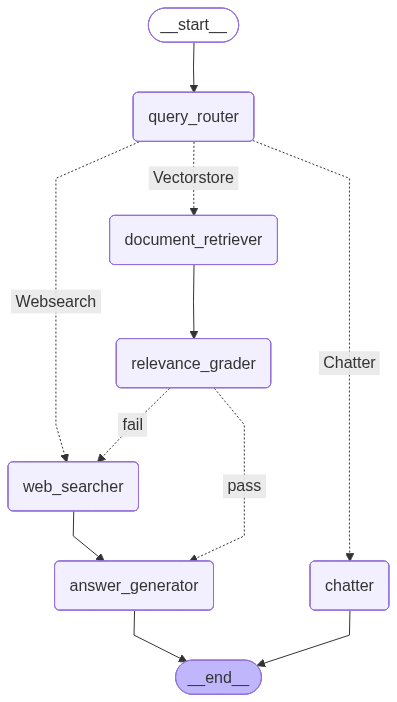 __start__
query_router
Vectorstore
document_retriever
Websearch
relevance_grader
Chatter
fail
web_searcher
pass
answer_generator
chatter
__end__